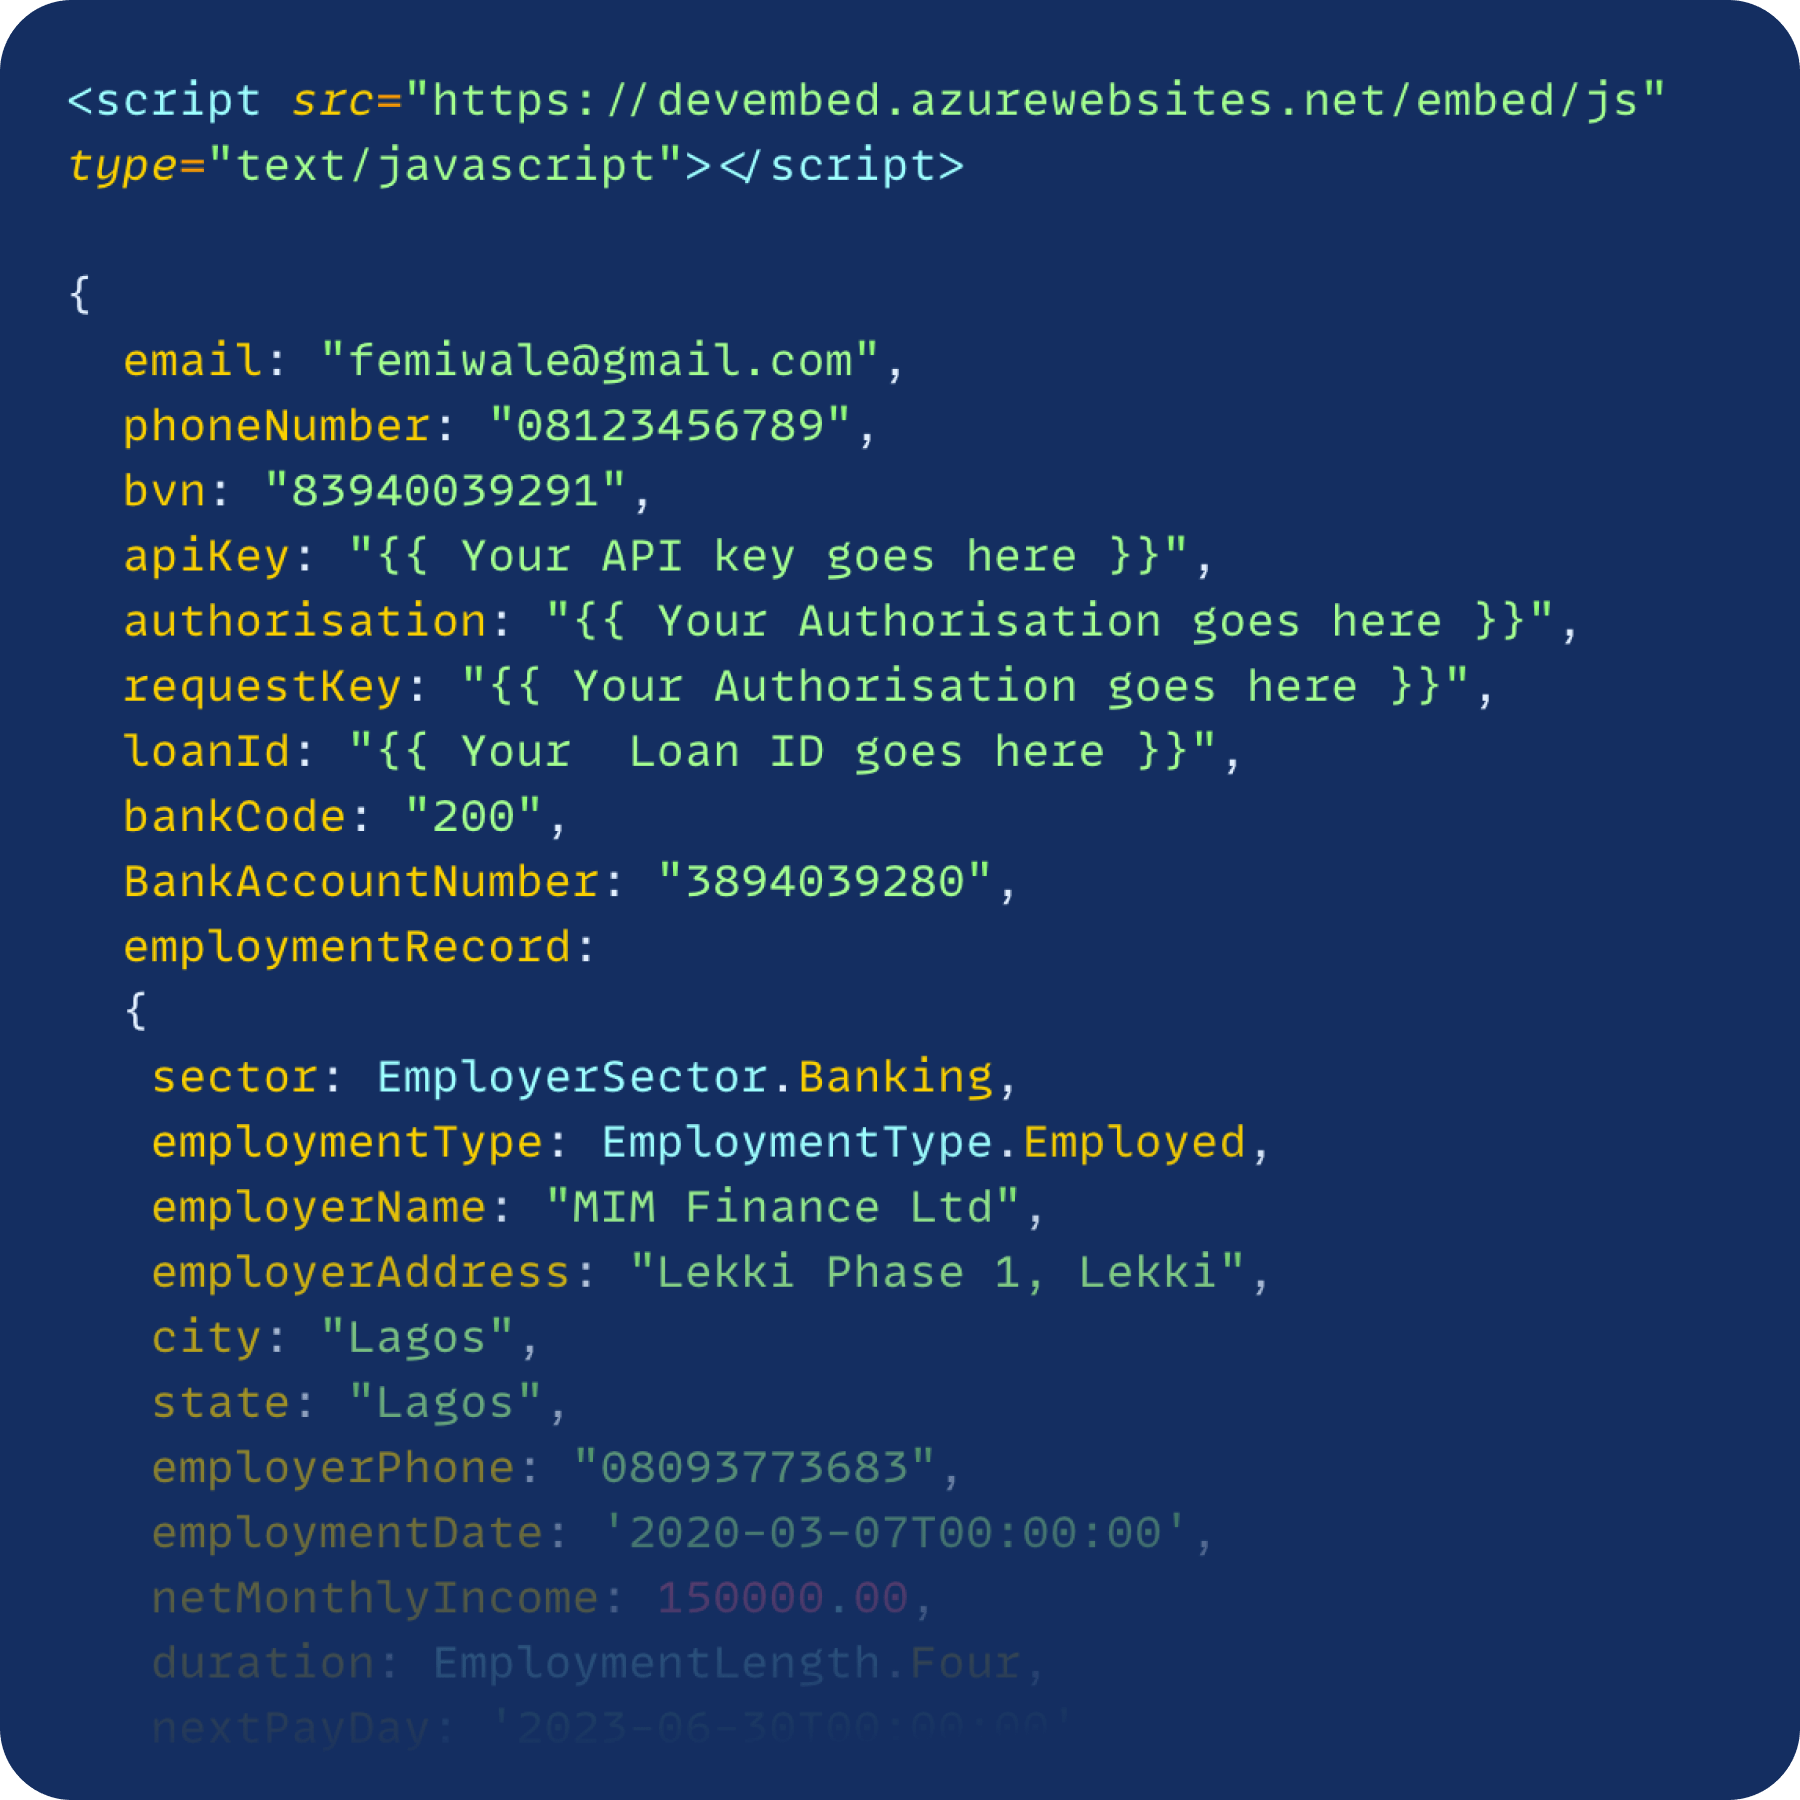 <script src="https://devembed.azurewebsites.net/embed/js"
type="text/javascript"></script>
{
email: "femiwale@gmail.com",
phoneNumber: "08123456789",
bvn: "83940039291",
apiKey: "{{ Your API key goes here }}",
authorisation: "{{ Your Authorisation goes here }}",
requestKey: "{{ Your Authorisation goes here }}",
loanId: "{{ Your  Loan ID goes here }}",
bankCode: "200",
BankAccountNumber: "3894039280",
employmentRecord:
{
sector: EmployerSector.Banking,
employmentType: EmploymentType.Employed,
employerName: "MIM Finance Ltd",
employerAddress: "Lekki Phase 1, Lekki",
city: "Lagos",
state: "Lagos",
employerPhone: "08093773683",
employmentDate: '2020-03-07T00:00:00',
netMonthlyIncome: 150000.00,
duration: EmploymentLength.Four,
nextPayDay: '2023-06-30T00:00:00'